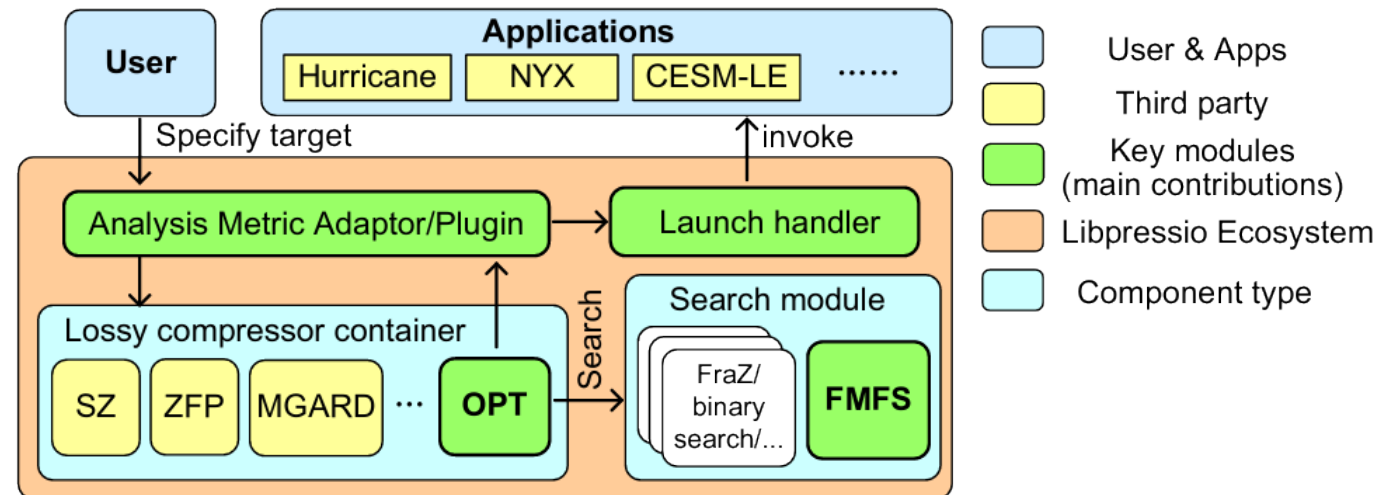 User
Applications
Hurricane
NYX
CESM-LE
......
Specify target
invoke
Analysis Metric Adaptor/Plugin
Launch handler
Lossy compressor container
SZ
ZFP
MGARD
...
OPT
Search
Search module
FraZ/
binary
search/...
FMFS
User & Apps
Third party
Key modules
(main contributions)
Libpressio Ecosystem
Component type